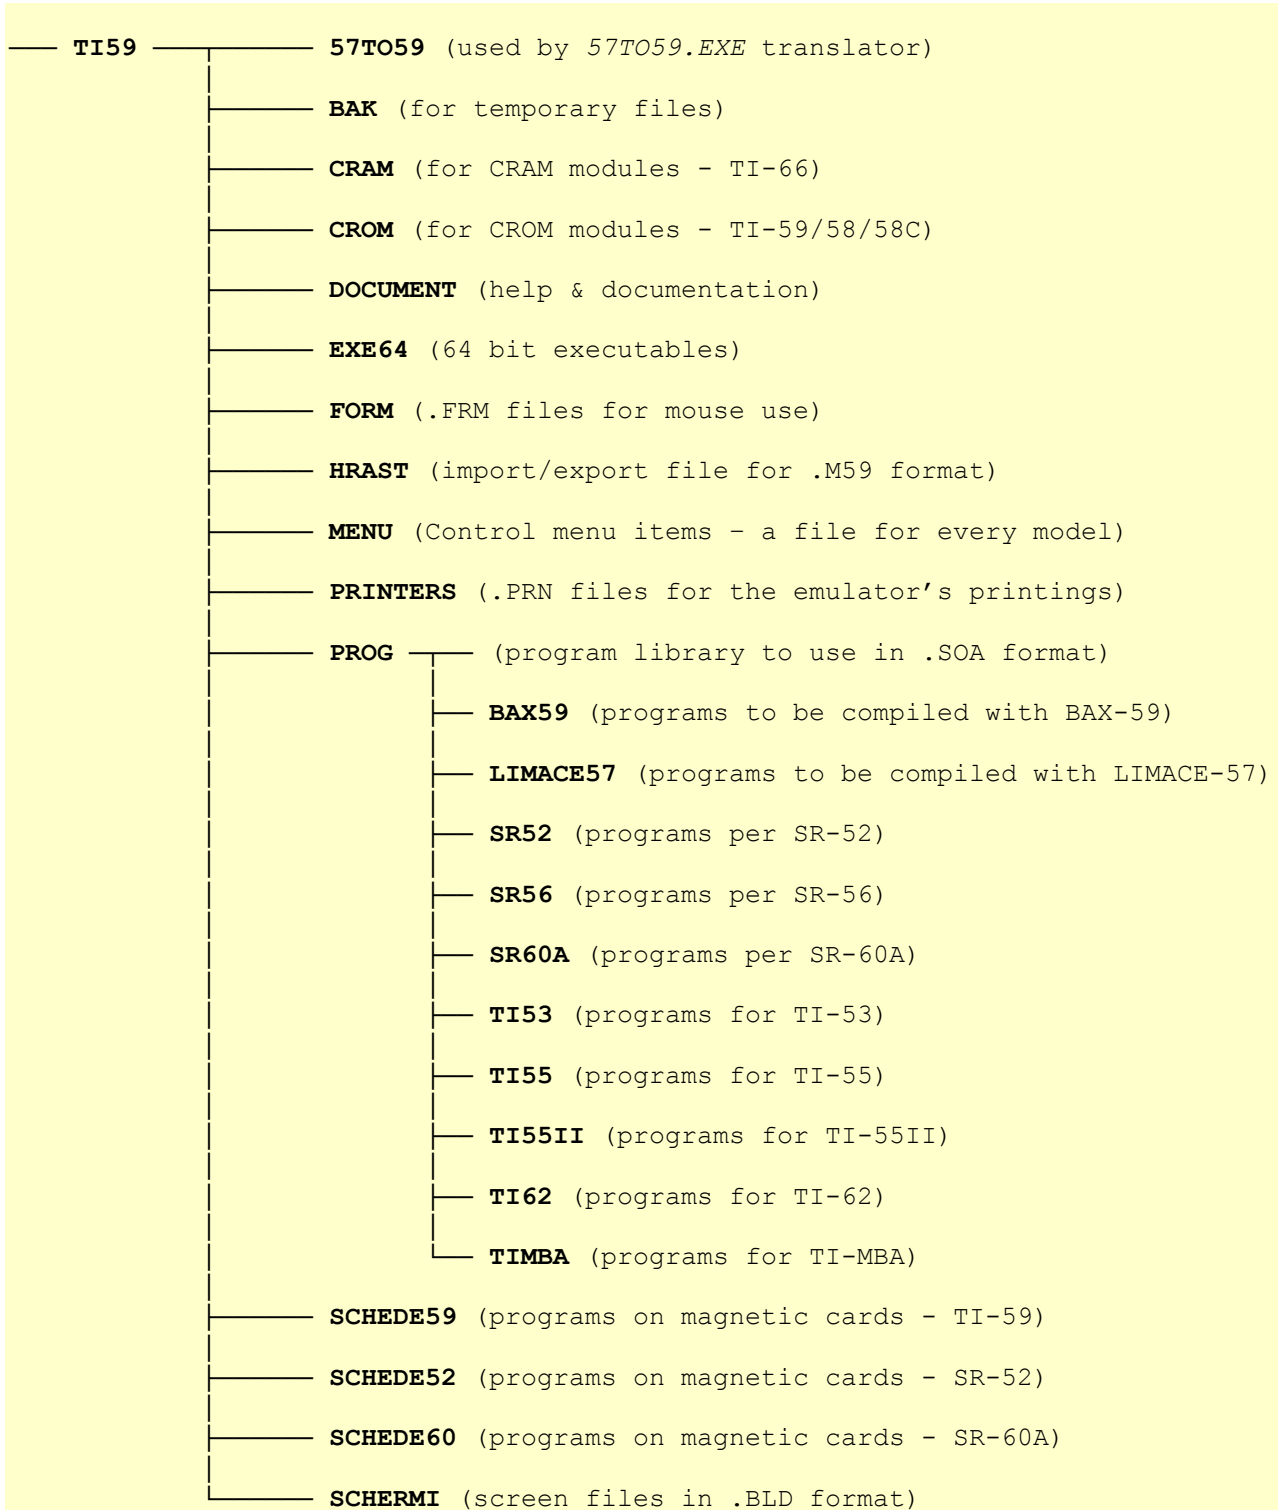 TI59 57TO59 (used by 57TO59.EXE translator)
BAK (for temporary files)
CRAM (for CRAM modules - TI-66)
CROM (for CROM modules - TI-59/58/58C)
DOCUMENT (help & documentation)
EXE64 (64 bit executables)
FORM (.FRM files for mouse use)
HRAST (import/export file for .M59 format)
MENU (Control menu items – a file for every model)
PRINTERS (.PRN files for the emulator’s printings)
PROG (program library to use in .SOA format)
BAX59 (programs to be compiled with BAX-59)
LIMACE57 (programs to be compiled with LIMACE-57)
SR52 (programs per SR-52)
SR56 (programs per SR-56)
SR60A (programs per SR-60A)
TI53 (programs for TI-53)
TI55 (programs for TI-55)
TI55II (programs for TI-55II)
TI62 (programs for TI-62)
TIMBA (programs for TI-MBA)
SCHEDE59 (programs on magnetic cards - TI-59)
SCHEDE52 (programs on magnetic cards - SR-52)
SCHEDE60 (programs on magnetic cards - SR-60A)
SCHERMI (screen files in .BLD format)